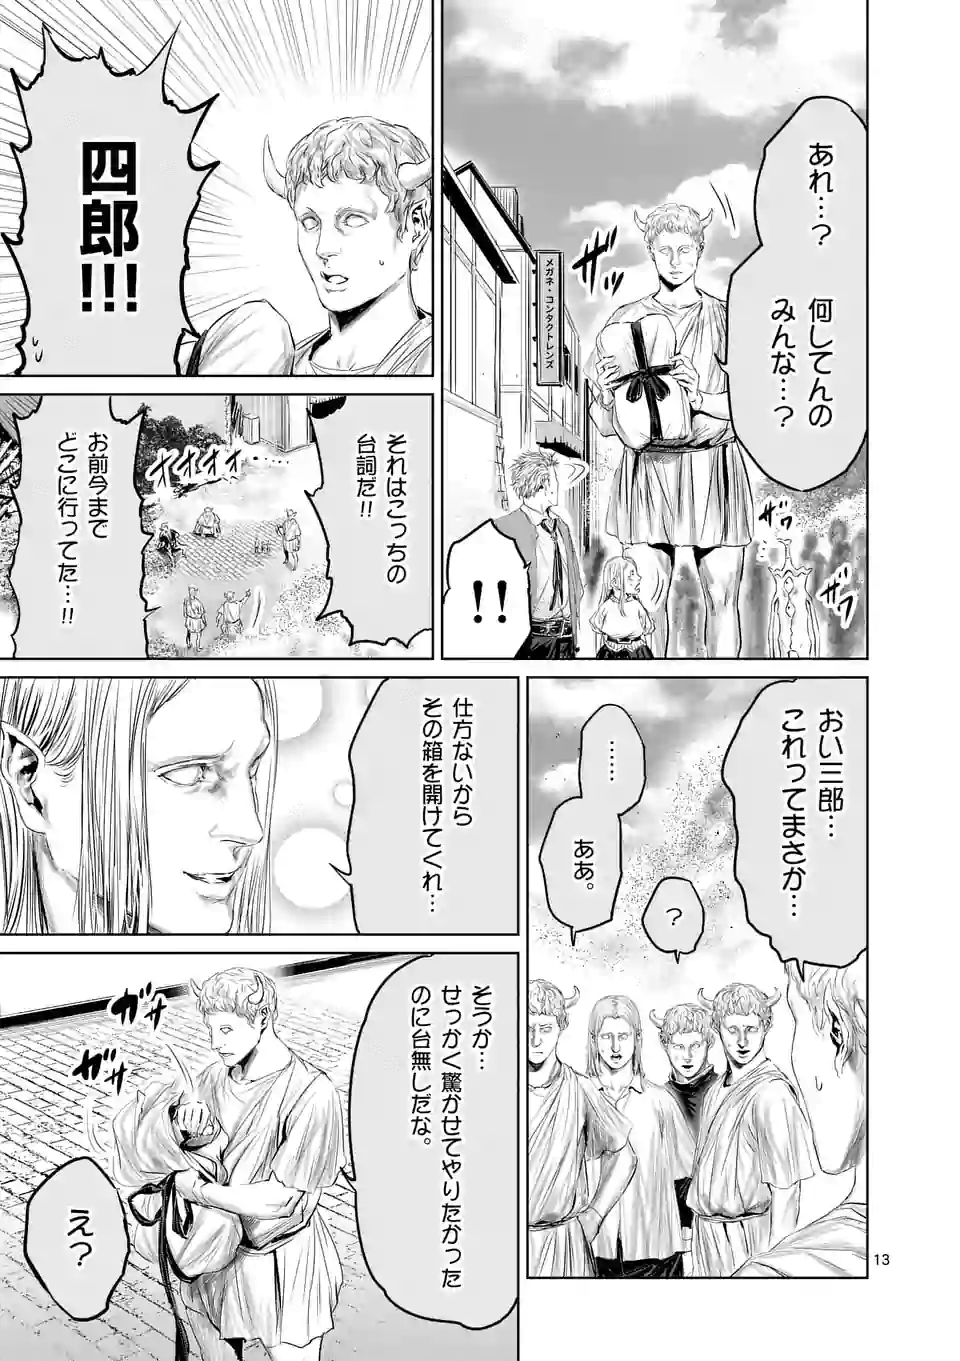 あれ…？
何してんの
みんな…？
ザッ
メガネ・コンタクトレンズ
ザワ
ザワ
！！
四郎!!!
それはこっちの
台詞だ!!
オオオオ
お前今まで
どこに行ってた…!!
おい三郎…
これってまさか…
……
ああ。
？
仕方ないから
その箱を開けてくれ…
そうか…
せっかく驚かせてやりたかった
のに台無しだな。
ガサ
ガサ
え？
13